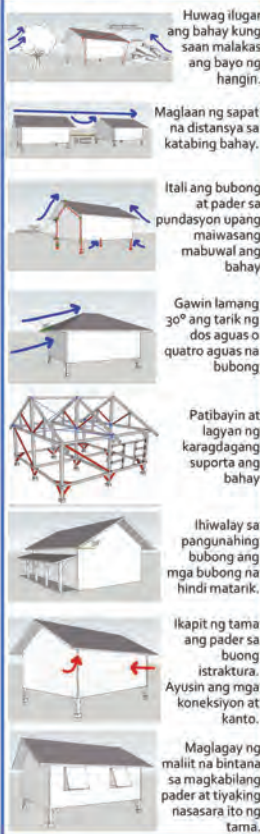 Huwag ilugar
ang bahay kung
saan malakas
ang bayo ng
hangin.
Maglaan ng sapat
na distansya sa
katabing bahay.
Itali ang bubong
at pader sa
pundasyon upang
maiwasang
mabuwal ang
bahay
Gawin lamang
30° ang tarik ng
dos aguas o
quatro aguas na
bubong
Patibayin at
lagyan ng
karagdagang
suporta ang
bahay
Ihiwalay sa
pangunahing
bubong ang
mga bubong na
hindi matarik.
Ikapit ng tama
ang pader sa
buong
istraktura.
Ayusin ang mga
koneksiyon at
kanto.
Maglagay ng
maliit na bintana
sa magkabilang
pader at tiyaking
nasasara ito ng
tama.